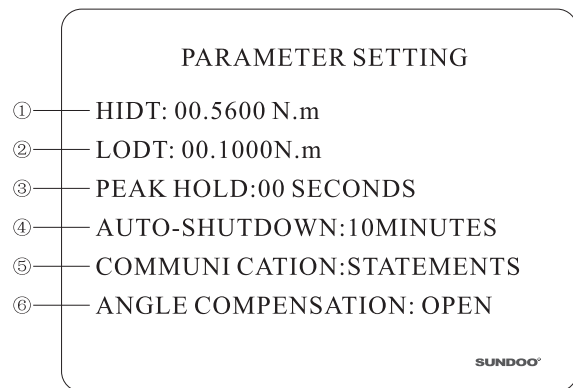 PARAMETER SETTING
① HIDT: 00.5600 N.m
② LODT: 00.1000N.m
③ PEAK HOLD:00 SECONDS
④ AUTO-SHUTDOWN:10MINUTES
⑤ COMMUNI CATION:STATEMENTS
⑥ ANGLE COMPENSATION: OPEN
SUNDOO®